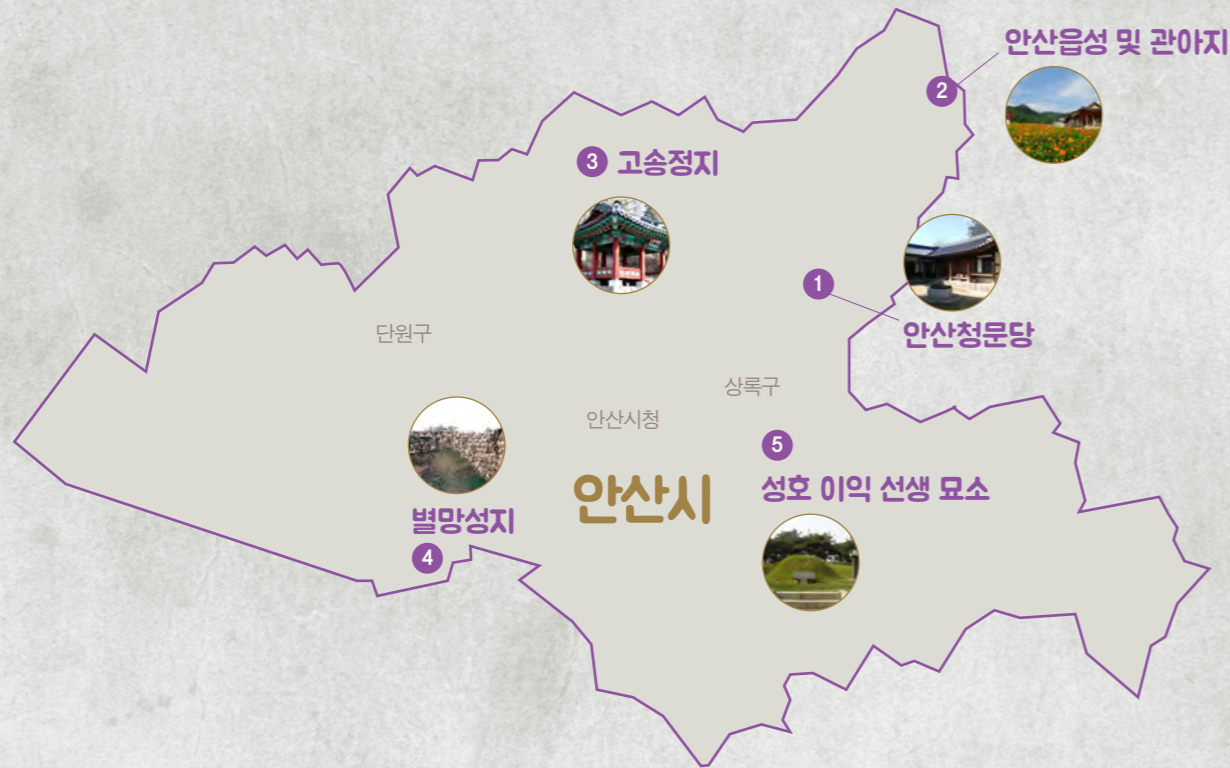 안산읍성 및 관아지
2
3 고송정지
1
안산청문당
단원구
상록구
안산시청
5
안산시
성호 이익 선생 묘소
별망성지
4